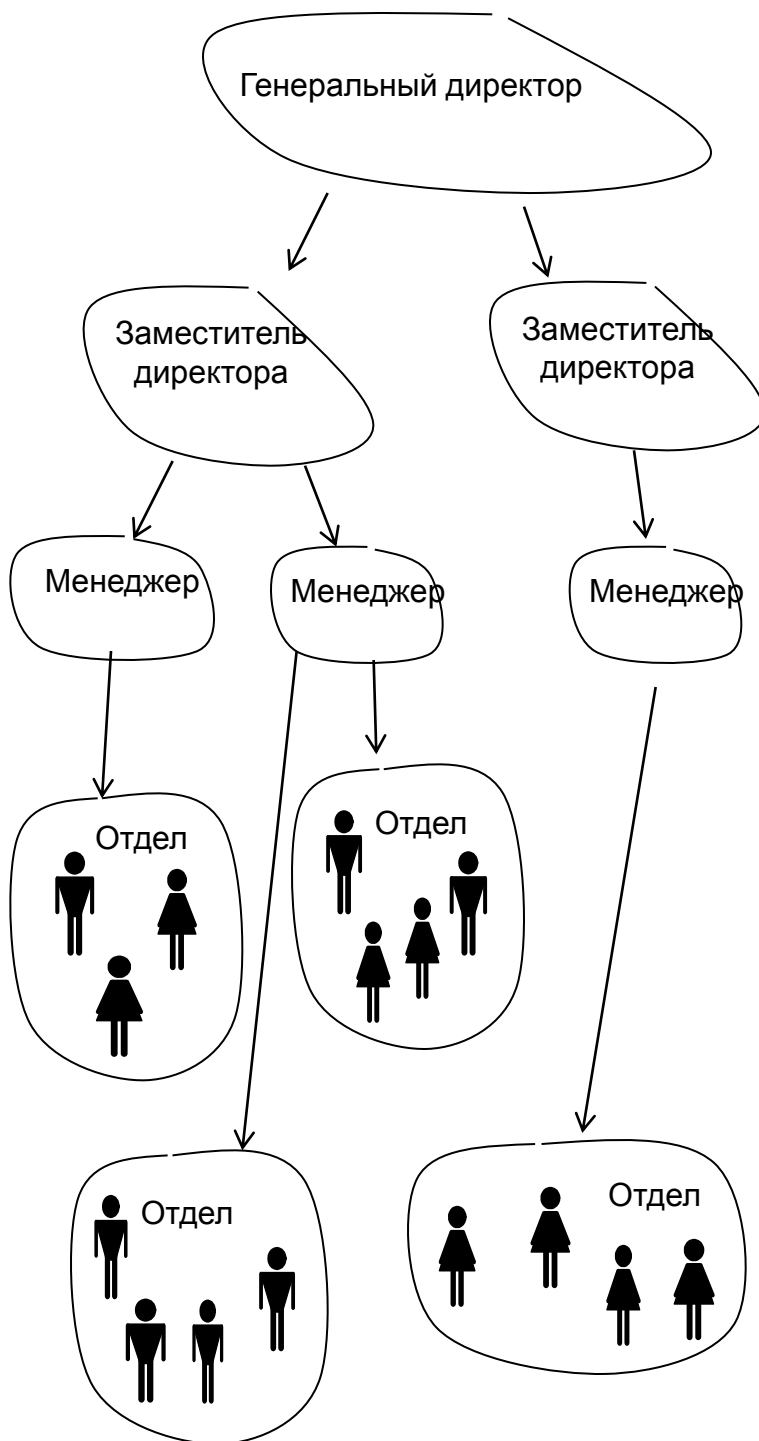 Генеральный директор
Заместитель
директора
Заместитель
директора
Менеджер
Менеджер
Менеджер
Отдел
Отдел
Отдел
Отдел